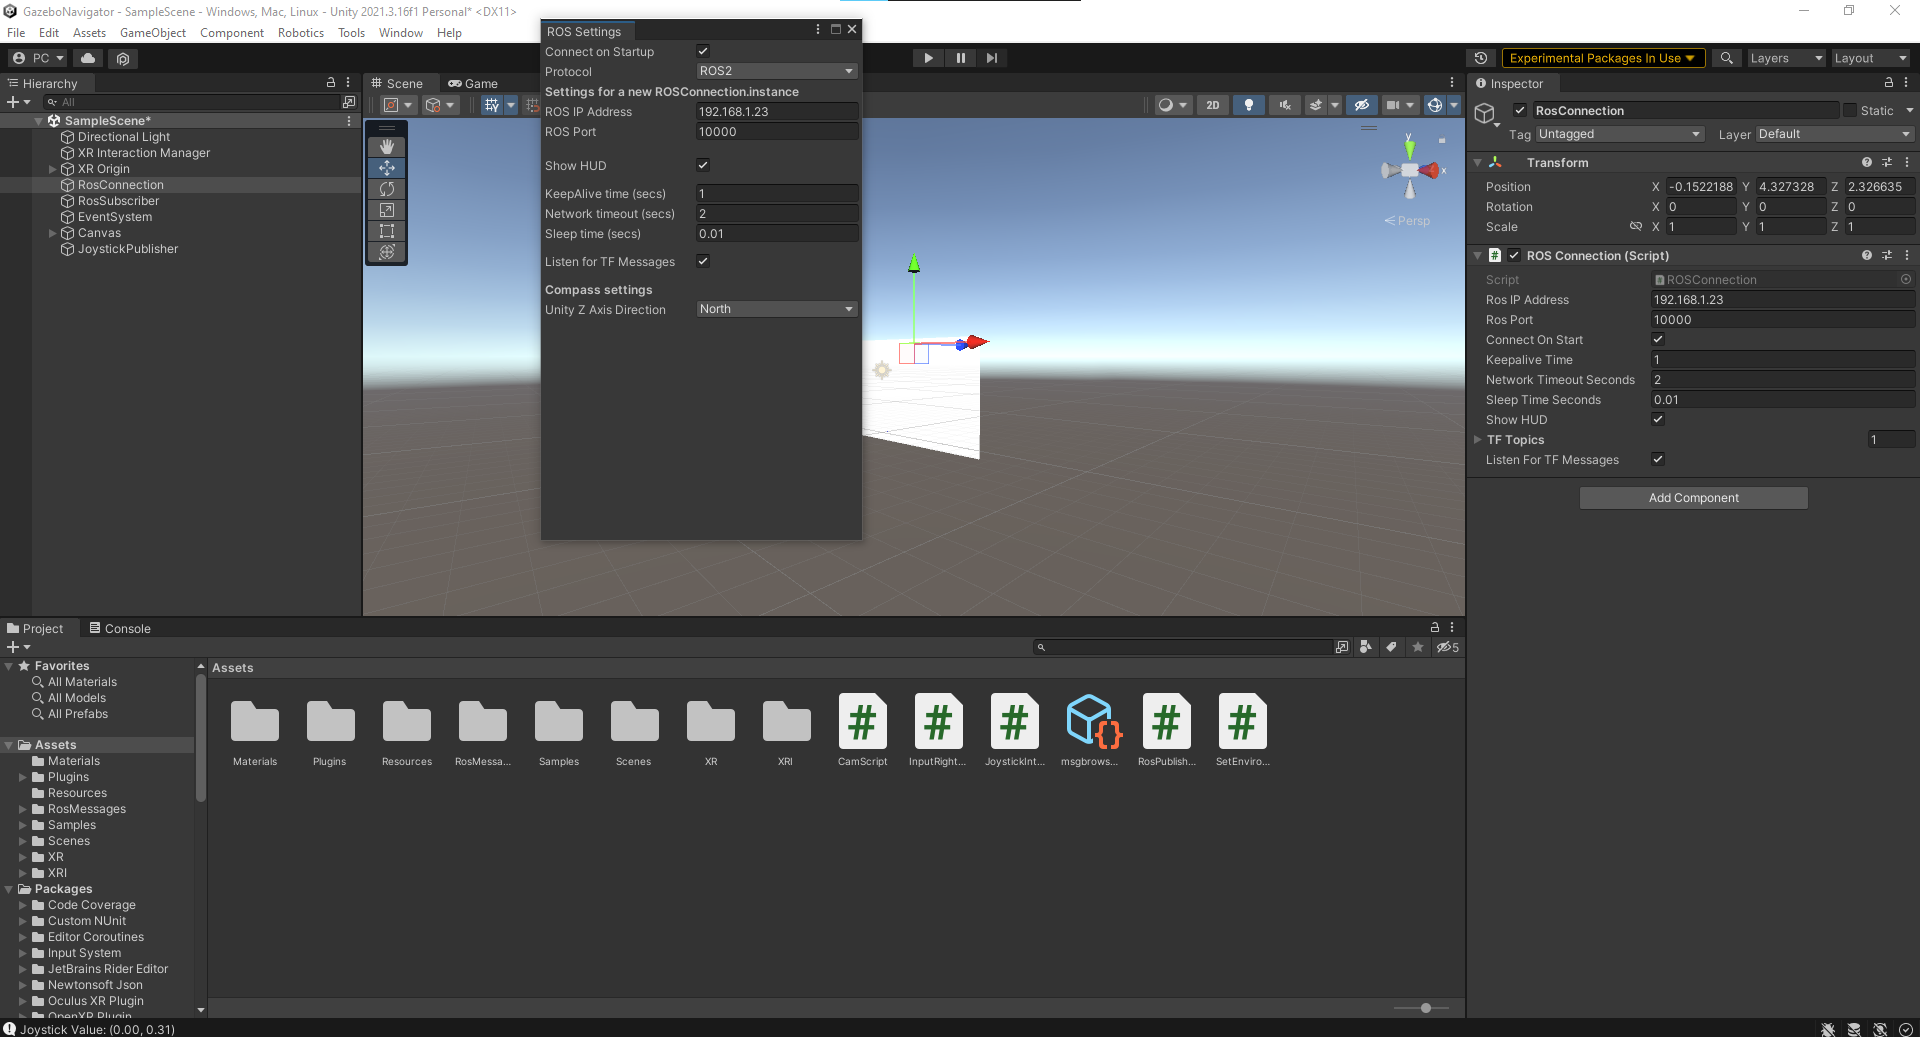 GazeboNavigator - SampleScene - Windows, Mac, Linux - Unity 2021.3.16f1 Personal* <DX11>
File Edit Assets GameObject Component Robotics Tools Window Help
PC
Experimental Packages In Use
Layers
Layout
Hierarchy
All
SampleScene*
Directional Light
XR Interaction Manager
XR Origin
RosConnection
RosSubscriber
EventSystem
Canvas
JoystickPublisher
Scene
Game
2D
y
x
Persp
ROS Settings
Connect on Startup
Protocol ROS2
Settings for a new ROSConnection.instance
ROS IP Address 192.168.1.23
ROS Port 10000
Show HUD
KeepAlive time (secs) 1
Network timeout (secs) 2
Sleep time (secs) 0.01
Listen for TF Messages
Compass settings
Unity Z Axis Direction North
Inspector
RosConnection Static
Tag Untagged Layer Default
Transform
Position X -0.1522188 Y 4.327328 Z 2.326635
Rotation X 0 Y 0 Z 0
Scale X 1 Y 1 Z 1
# ROS Connection (Script)
Script ROSConnection
Ros IP Address 192.168.1.23
Ros Port 10000
Connect On Start
Keepalive Time 1
Network Timeout Seconds 2
Sleep Time Seconds 0.01
Show HUD
TF Topics 1
Listen For TF Messages
Add Component
Project
Console
5
Favorites
All Materials
All Models
All Prefabs
Assets
Materials
Plugins
Resources
RosMessages
Samples
Scenes
XR
XRI
Packages
Code Coverage
Custom NUnit
Editor Coroutines
Input System
JetBrains Rider Editor
Newtonsoft Json
Oculus XR Plugin
OpenXR Plugin
Assets
# # # {} # #
Materials Plugins Resources RosMessa... Samples Scenes XR XRI CamScript InputRight... JoystickInt... msgbrows... RosPublish... SetEnviro...
Joystick Value: (0.00, 0.31)